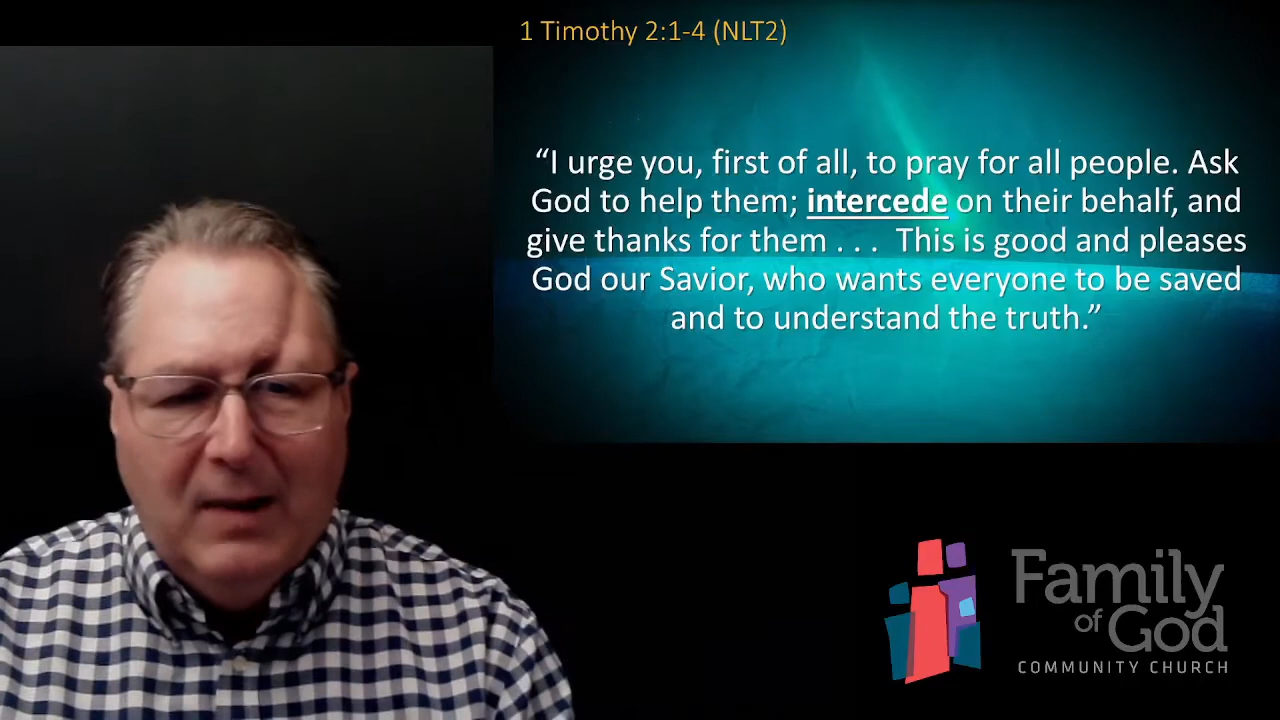 1 Timothy 2:1-4 (NLT2)
“I urge you, first of all, to pray for all people. Ask
God to help them; intercede on their behalf, and
give thanks for them . . .  This is good and pleases
God our Savior, who wants everyone to be saved
and to understand the truth.”
Family
of God
COMMUNITY CHURCH